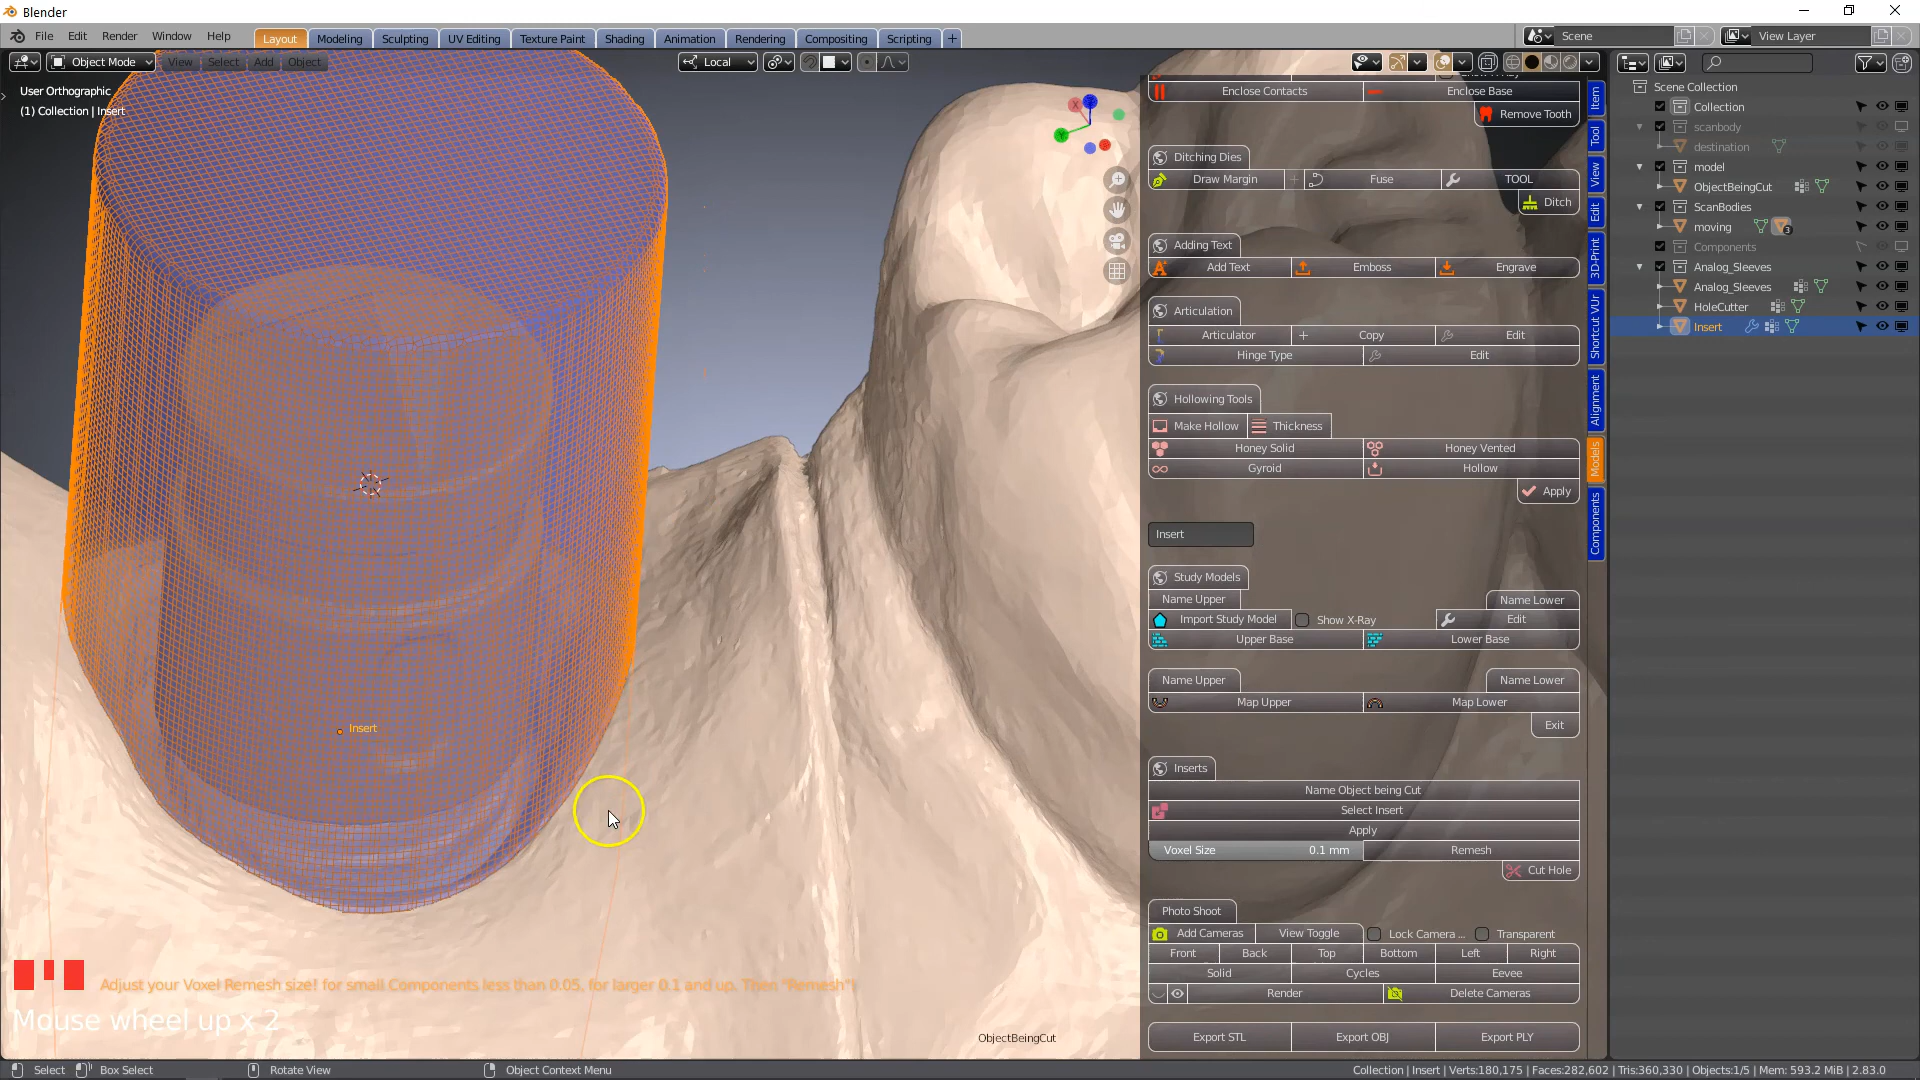 Blender
File Edit Render Window Help Layout Modeling Sculpting UV Editing Texture Paint Shading Animation Rendering Compositing Scripting Scene View Layer
Object Mode View Select Add Object Local
User Orthographic
(1) Collection | Insert
X
Y
Z
Insert
ObjectBeingCut
Adjust your Voxel Remesh size! for small Components less than 0.05, for larger 0.1 and up. Then "Remesh"!
Mouse wheel up x 2
Enclose Contacts Enclose Base
Remove Tooth
Ditching Dies
Draw Margin Fuse TOOL
Ditch
Adding Text
Add Text Emboss Engrave
Articulation
Articulator Copy Edit
Hinge Type Edit
Hollowing Tools
Make Hollow Thickness
Honey Solid Honey Vented
Gyroid Hollow
Apply
Insert
Study Models
Name Upper Name Lower
Import Study Model Show X-Ray Edit
Upper Base Lower Base
Name Upper Name Lower
Map Upper Map Lower
Exit
Inserts
Name Object being Cut
Select Insert
Apply
Voxel Size 0.1 mm Remesh
Cut Hole
Photo Shoot
Add Cameras View Toggle Lock Camera ... Transparent
Front Back Top Bottom Left Right
Solid Cycles Eevee
Render Delete Cameras
Export STL Export OBJ Export PLY
Item
Tool
View
Edit
3D-Print
Shortcut VUr
Alignment
Models
Components
Scene Collection
Collection
scanbody
destination
model
ObjectBeingCut
ScanBodies
moving 3
Components
Analog_Sleeves
Analog_Sleeves
HoleCutter
Insert
Select Box Select Rotate View Object Context Menu Collection | Insert | Verts:180,175 | Faces:282,602 | Tris:360,330 | Objects:1/5 | Mem: 593.2 MiB | 2.83.0